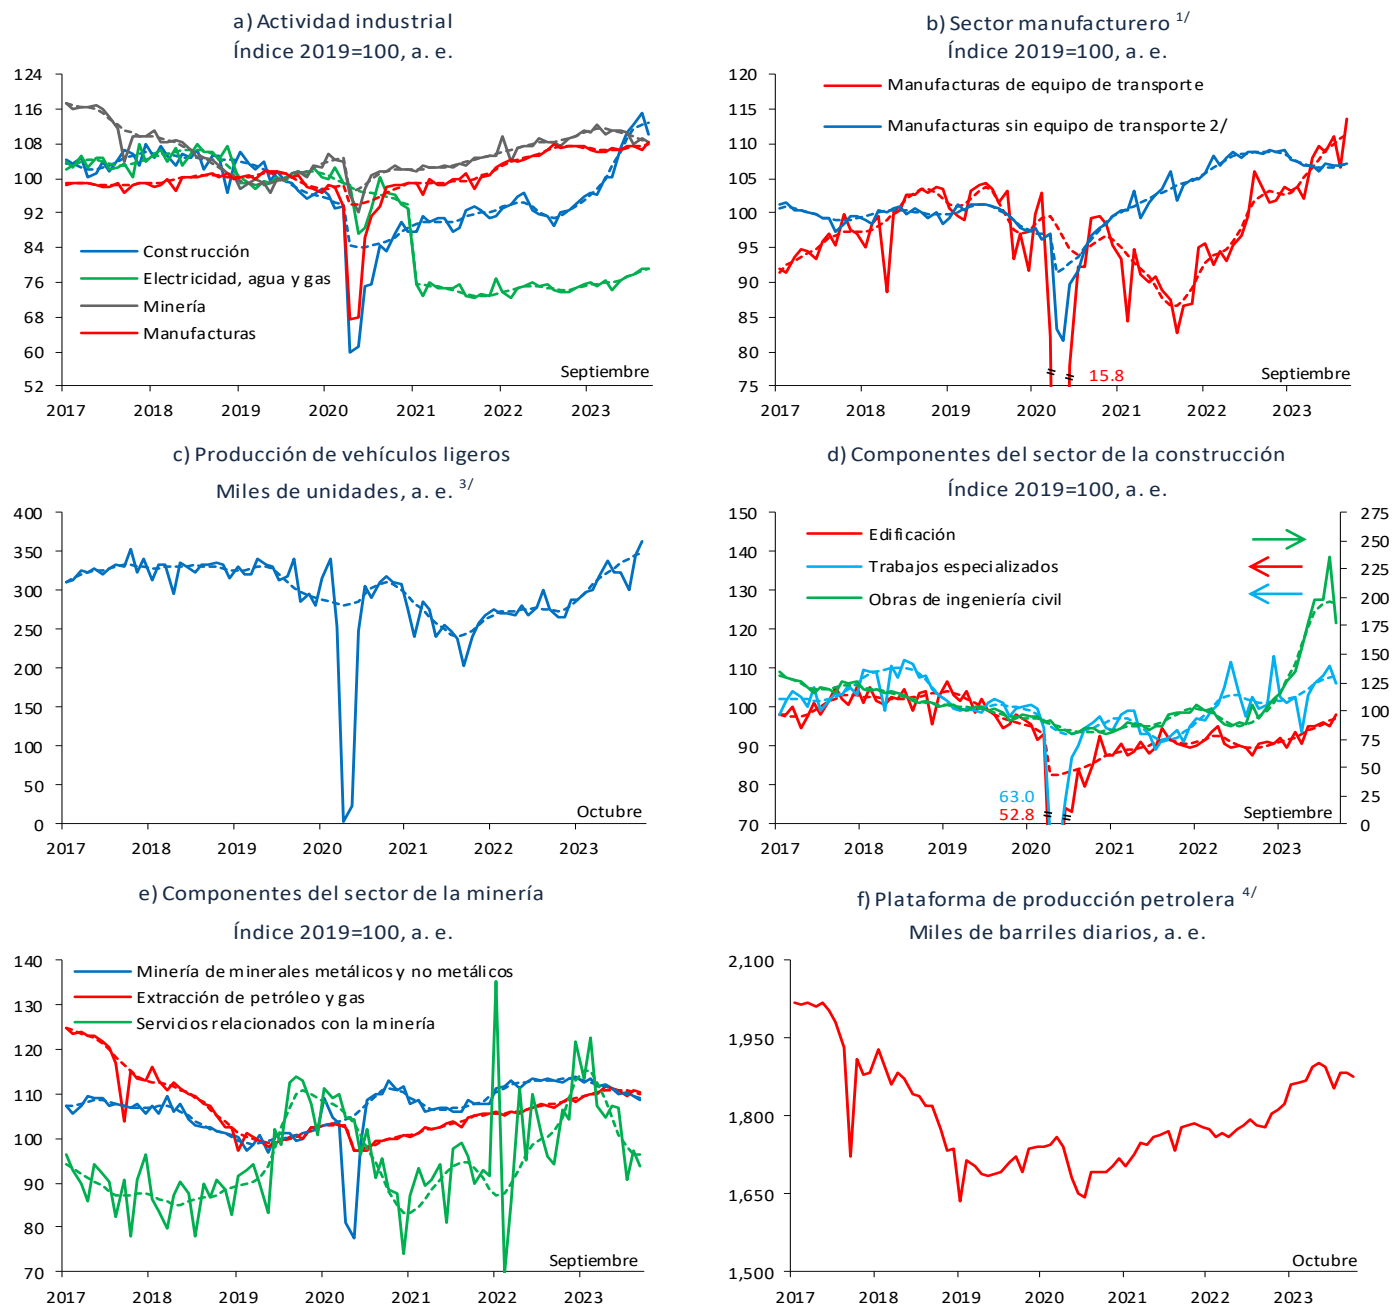 a) Actividad industrial
Índice 2019=100, a. e.
124
116
108
100
92
84
76
68
60
52
Construcción
Electricidad, agua y gas
Minería
Manufacturas
Septiembre
2017 2018 2019 2020 2021 2022 2023
b) Sector manufacturero 1/
Índice 2019=100, a. e.
120
115
110
105
100
95
90
85
80
75
Manufacturas de equipo de transporte
Manufacturas sin equipo de transporte 2/
15.8
Septiembre
2017 2018 2019 2020 2021 2022 2023
c) Producción de vehículos ligeros
Miles de unidades, a. e. 3/
400
350
300
250
200
150
100
50
0
Octubre
2017 2018 2019 2020 2021 2022 2023
d) Componentes del sector de la construcción
Índice 2019=100, a. e.
150
140
130
120
110
100
90
80
70
Edificación
Trabajos especializados
Obras de ingeniería civil
275
250
225
200
175
150
125
100
75
50
25
0
63.0
52.8
Septiembre
2017 2018 2019 2020 2021 2022 2023
e) Componentes del sector de la minería
Índice 2019=100, a. e.
140
130
120
110
100
90
80
70
Minería de minerales metálicos y no metálicos
Extracción de petróleo y gas
Servicios relacionados con la minería
Septiembre
2017 2018 2019 2020 2021 2022 2023
f) Plataforma de producción petrolera 4/
Miles de barriles diarios, a. e.
2,100
1,950
1,800
1,650
1,500
Octubre
2017 2018 2019 2020 2021 2022 2023